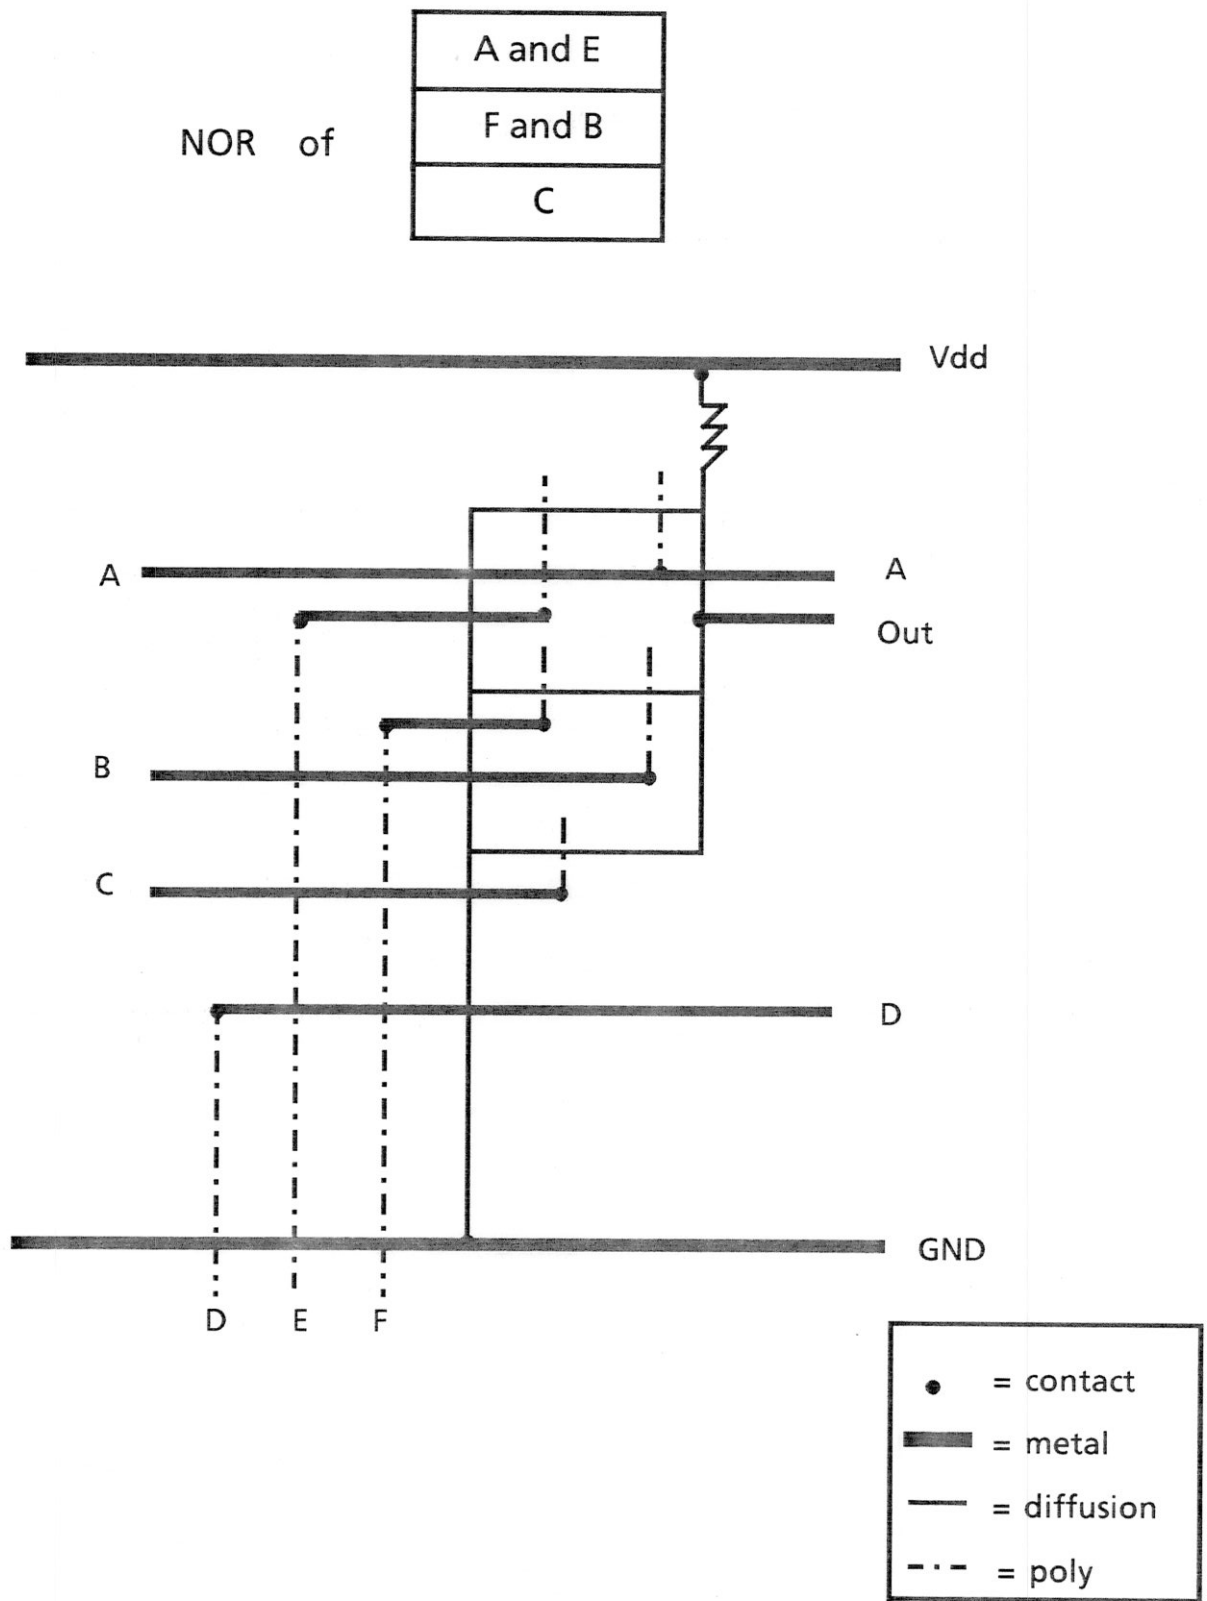 A and E
NOR of
F and B
C
Vdd
A
A
Out
B
C
D
GND
D E F
= contact
= metal
= diffusion
= poly